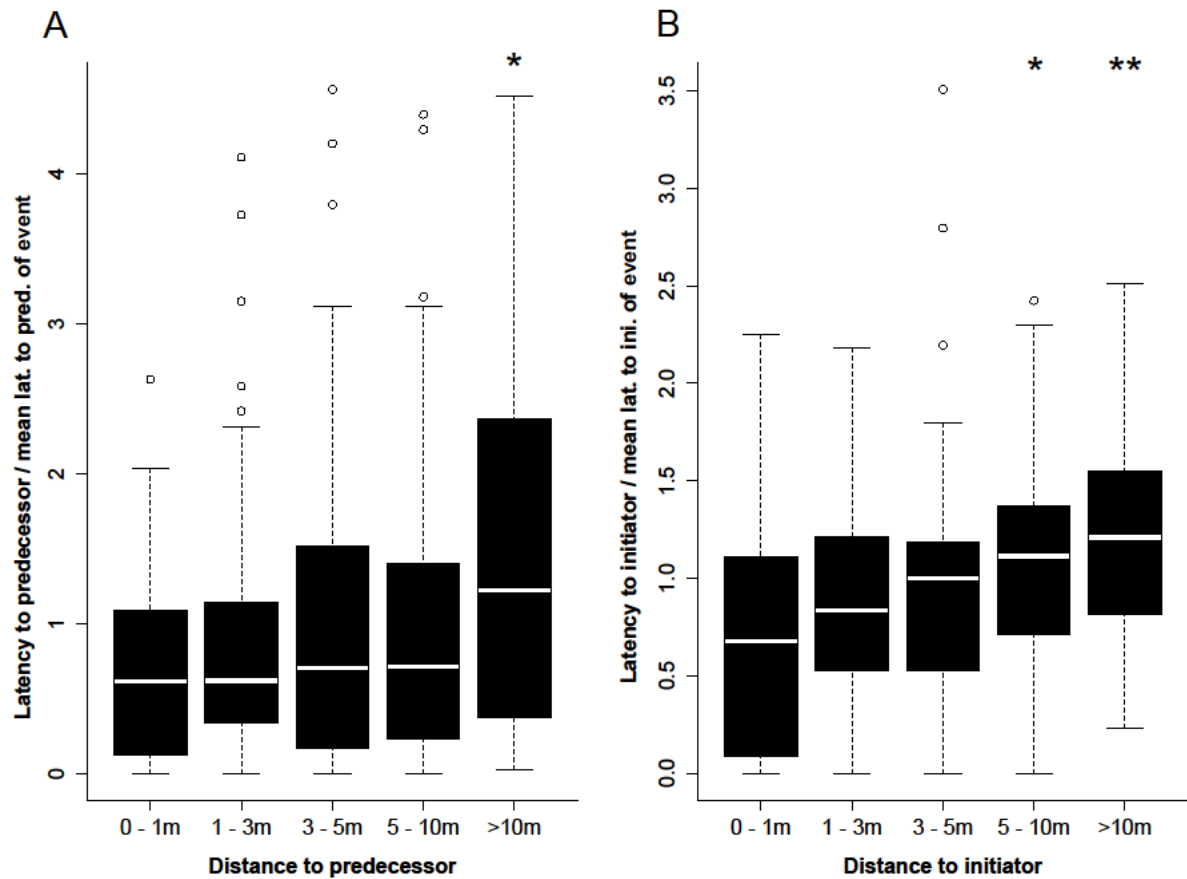 A
*
Latency to predecessor / mean lat. to pred. of event
4
3
2
1
0
0 - 1m 1 - 3m 3 - 5m 5 - 10m >10m
Distance to predecessor
B
* **
Latency to initiator / mean lat. to ini. of event
3.5
3.0
2.5
2.0
1.5
1.0
0.5
0.0
0 - 1m 1 - 3m 3 - 5m 5 - 10m >10m
Distance to initiator